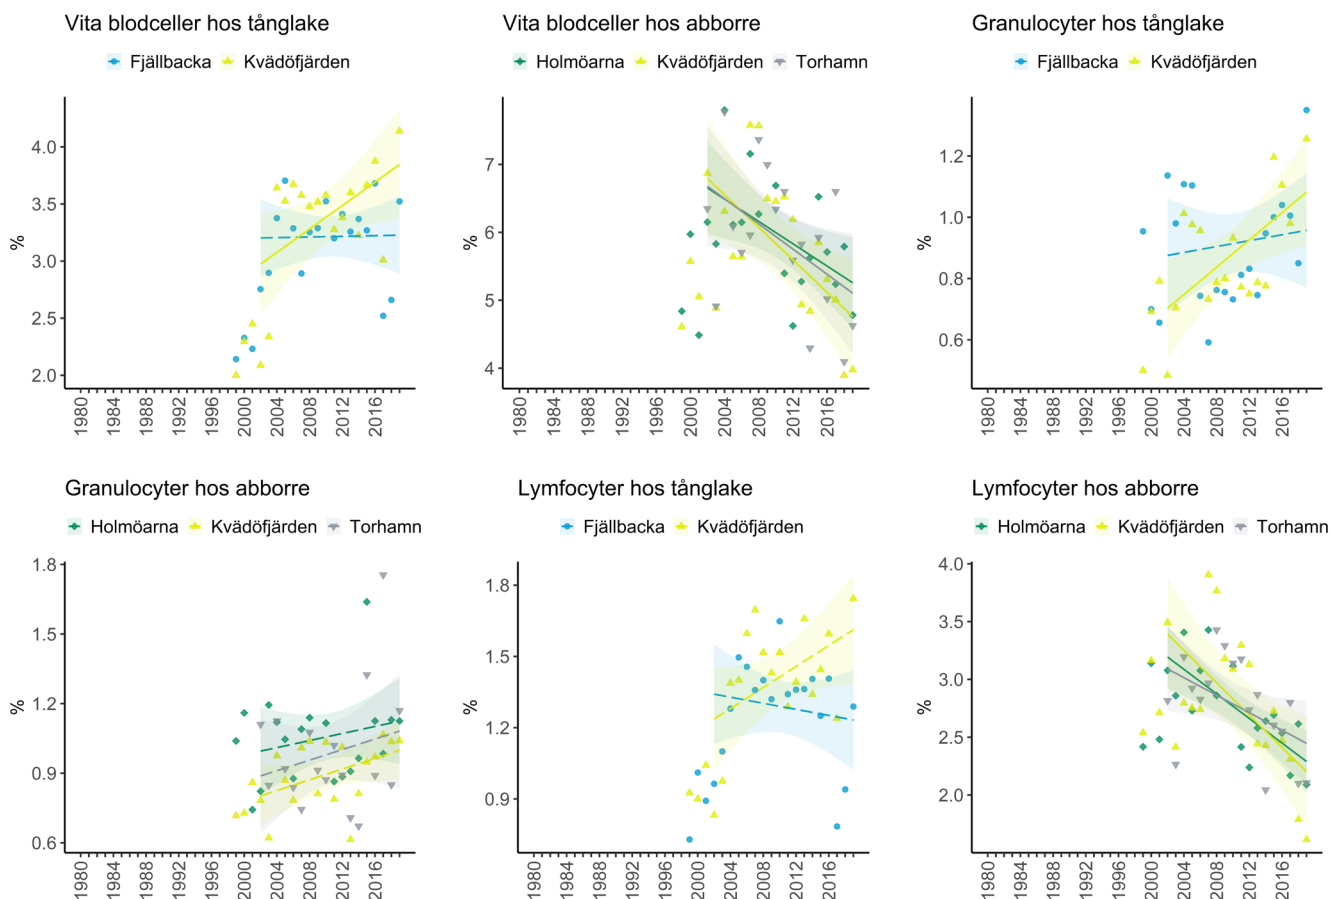 Vita blodceller hos tånglake
Fjällbacka Kvädöfjärden
%
4.0
3.5
3.0
2.5
2.0
1980 1984 1988 1992 1996 2000 2004 2008 2012 2016
Vita blodceller hos abborre
Holmöarna Kvädöfjärden Torhamn
%
7
6
5
4
1980 1984 1988 1992 1996 2000 2004 2008 2012 2016
Granulocyter hos tånglake
Fjällbacka Kvädöfjärden
%
1.2
1.0
0.8
0.6
1980 1984 1988 1992 1996 2000 2004 2008 2012 2016
Granulocyter hos abborre
Holmöarna Kvädöfjärden Torhamn
%
1.8
1.5
1.2
0.9
0.6
1980 1984 1988 1992 1996 2000 2004 2008 2012 2016
Lymfocyter hos tånglake
Fjällbacka Kvädöfjärden
%
1.8
1.5
1.2
0.9
1980 1984 1988 1992 1996 2000 2004 2008 2012 2016
Lymfocyter hos abborre
Holmöarna Kvädöfjärden Torhamn
%
4.0
3.5
3.0
2.5
2.0
1980 1984 1988 1992 1996 2000 2004 2008 2012 2016